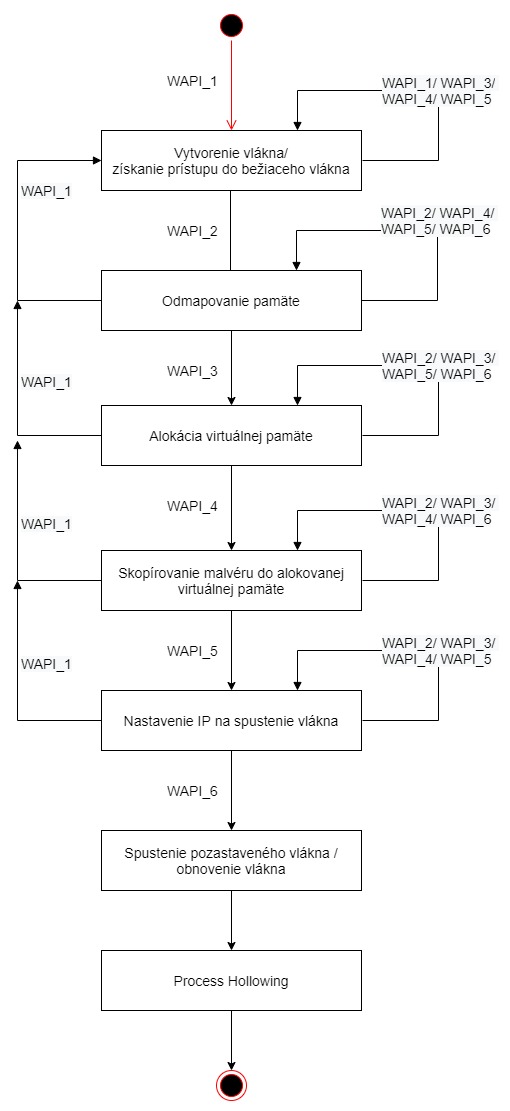 WAPI_1
WAPI_1/ WAPI_3/
WAPI_4/ WAPI_5
Vytvorenie vlákna/
získanie prístupu do bežiaceho vlákna
WAPI_1
WAPI_2
WAPI_2/ WAPI_4/
WAPI_5/ WAPI_6
Odmapovanie pamäte
WAPI_1
WAPI_3
WAPI_2/ WAPI_3/
WAPI_5/ WAPI_6
Alokácia virtuálnej pamäte
WAPI_1
WAPI_4
WAPI_2/ WAPI_3/
WAPI_4/ WAPI_6
Skopírovanie malvéru do alokovanej
virtuálnej pamäte
WAPI_1
WAPI_5
WAPI_2/ WAPI_3/
WAPI_4/ WAPI_5
Nastavenie IP na spustenie vlákna
WAPI_6
Spustenie pozastaveného vlákna /
obnovenie vlákna
Process Hollowing